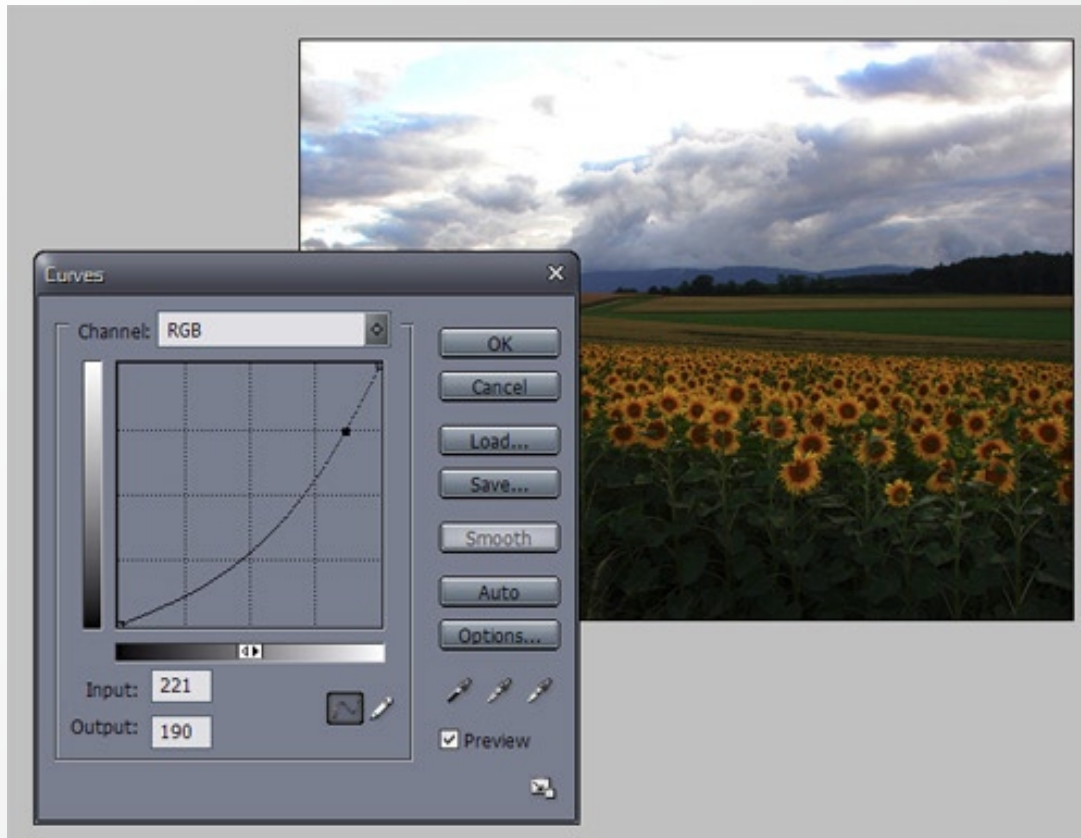 Curves
Channel: RGB
OK
Cancel
Load...
Save...
Smooth
Auto
Options...
Input: 221
Output: 190
Preview